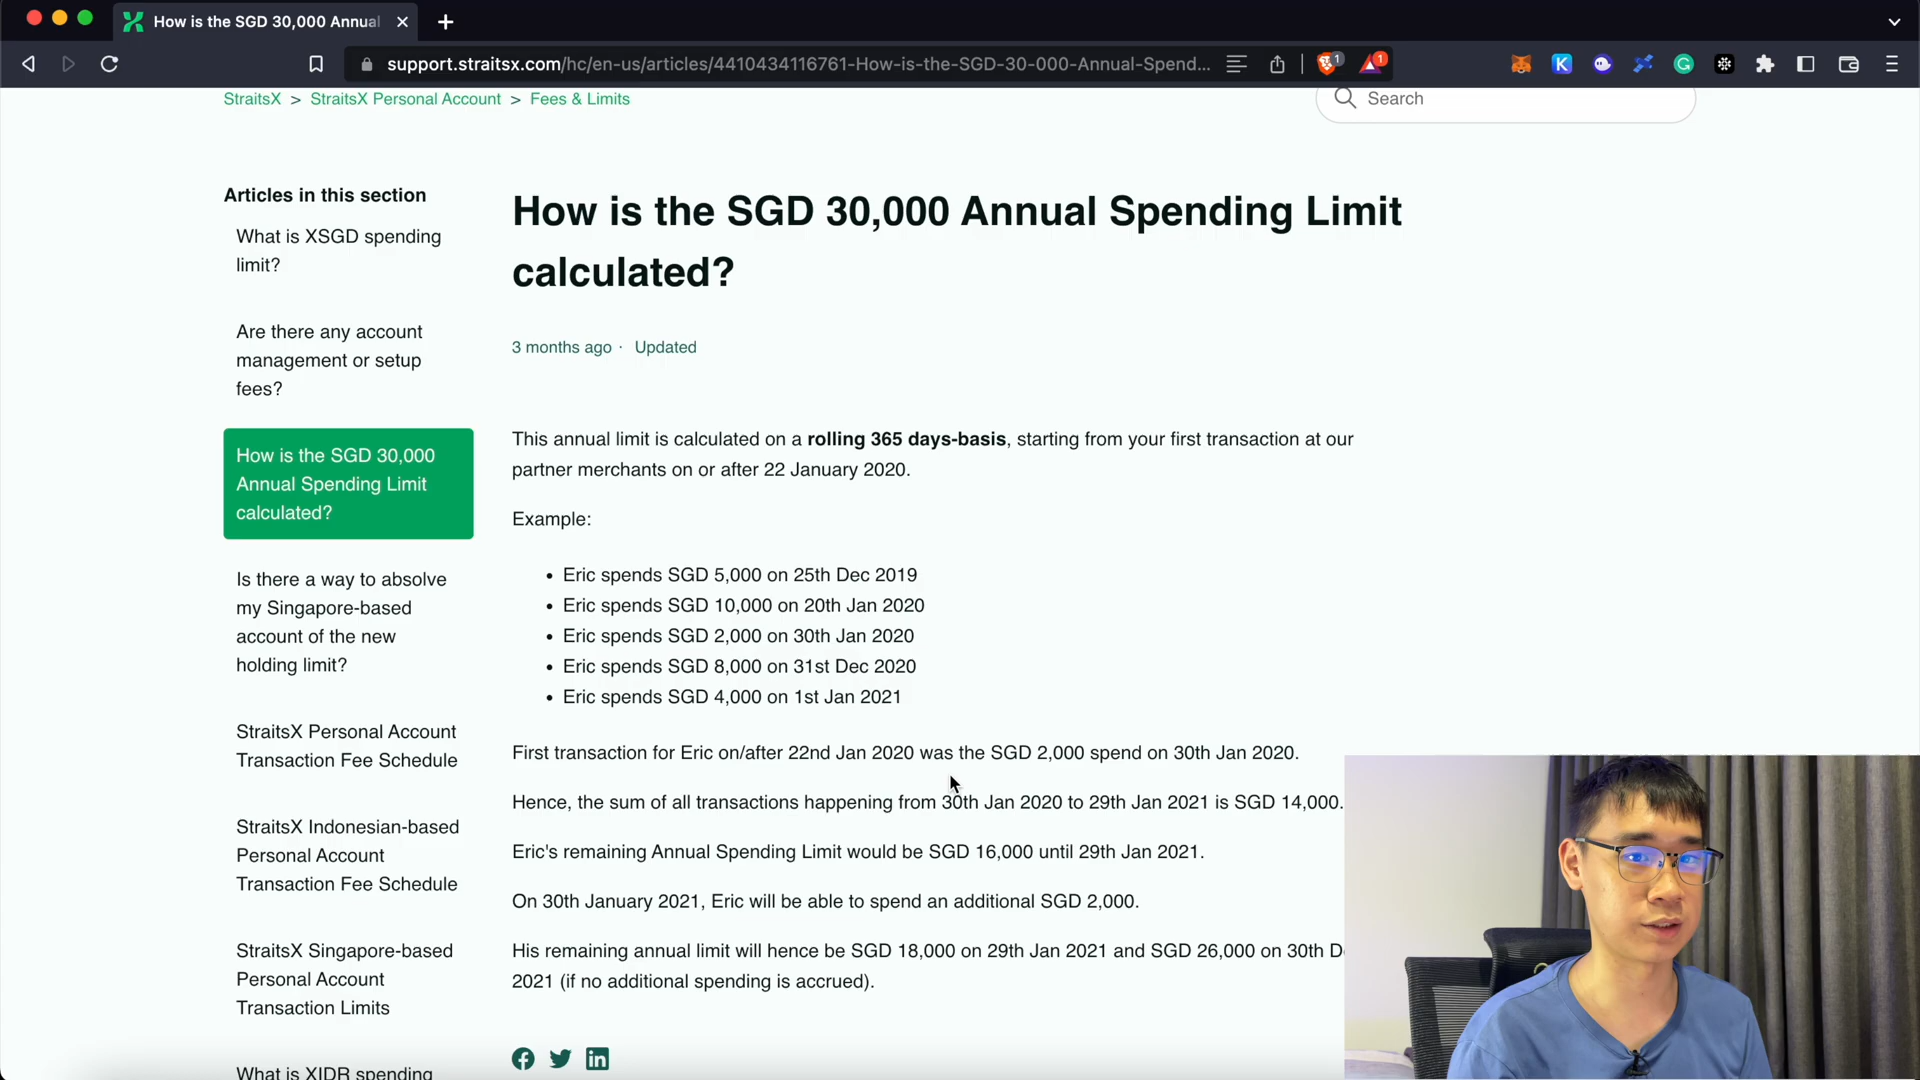 How is the SGD 30,000 Annual
support.straitsx.com/hc/en-us/articles/4410434116761-How-is-the-SGD-30-000-Annual-Spend...
1
1
StraitsX > StraitsX Personal Account > Fees & Limits
Search
Articles in this section
What is XSGD spending
limit?
Are there any account
management or setup
fees?
How is the SGD 30,000
Annual Spending Limit
calculated?
Is there a way to absolve
my Singapore-based
account of the new
holding limit?
StraitsX Personal Account
Transaction Fee Schedule
StraitsX Indonesian-based
Personal Account
Transaction Fee Schedule
StraitsX Singapore-based
Personal Account
Transaction Limits
What is XIDR spending
How is the SGD 30,000 Annual Spending Limit
calculated?
3 months ago · Updated
This annual limit is calculated on a rolling 365 days-basis, starting from your first transaction at our
partner merchants on or after 22 January 2020.
Example:
• Eric spends SGD 5,000 on 25th Dec 2019
• Eric spends SGD 10,000 on 20th Jan 2020
• Eric spends SGD 2,000 on 30th Jan 2020
• Eric spends SGD 8,000 on 31st Dec 2020
• Eric spends SGD 4,000 on 1st Jan 2021
First transaction for Eric on/after 22nd Jan 2020 was the SGD 2,000 spend on 30th Jan 2020.
Hence, the sum of all transactions happening from 30th Jan 2020 to 29th Jan 2021 is SGD 14,000.
Eric's remaining Annual Spending Limit would be SGD 16,000 until 29th Jan 2021.
On 30th January 2021, Eric will be able to spend an additional SGD 2,000.
His remaining annual limit will hence be SGD 18,000 on 29th Jan 2021 and SGD 26,000 on 30th D
2021 (if no additional spending is accrued).